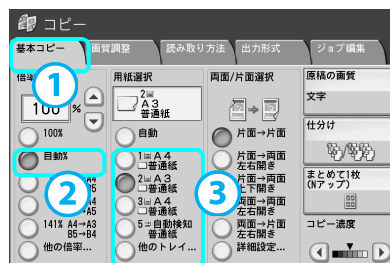 コピー
基本コピー
画質調整
読み取り方法
出力形式
ジョブ編集
倍率
100 %
100%
自動%
A4
B5
A4
A5
141% A4→A3
B5→B4
他の倍率...
1
2
用紙選択
2
A3
普通紙
自動
1 A4
普通紙
2 A3
普通紙
3 A4
普通紙
5 自動検知
普通紙
他のトレイ...
3
両面/片面選択
片面→片面
片面→両面
左右開き
片面→両面
上下開き
両面→両面
左右開き
両面→片面
左右開き
詳細設定...
原稿の画質
文字
仕分け
まとめて1枚
(Nアップ)
コピー濃度